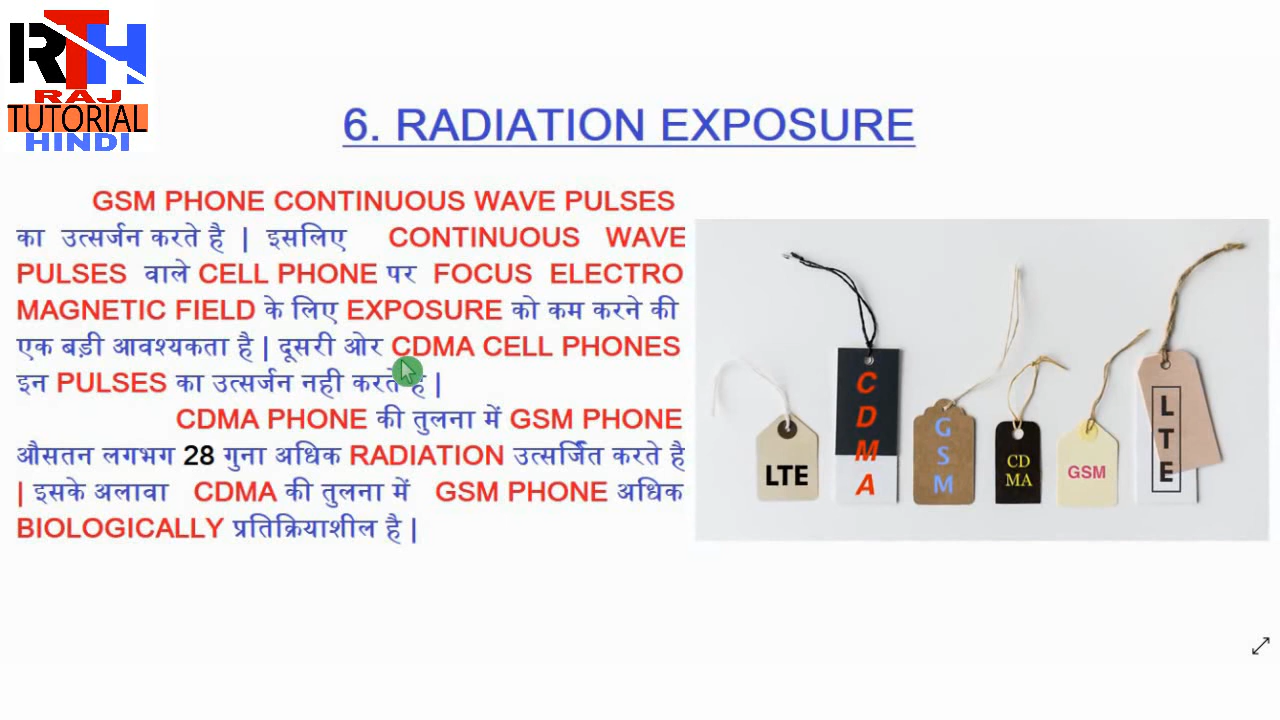 RTH
RAJ
TUTORIAL
HINDI
6. RADIATION EXPOSURE
GSM PHONE CONTINUOUS WAVE PULSES
का उत्सर्जन करते है | इसलिए CONTINUOUS WAVE
PULSES वाले CELL PHONE पर FOCUS ELECTRO
MAGNETIC FIELD के लिए EXPOSURE को कम करने की
एक बड़ी आवश्यकता है | दूसरी ओर CDMA CELL PHONES
इन PULSES का उत्सर्जन नही करते है |
CDMA PHONE की तुलना में GSM PHONE
औसतन लगभग 28 गुना अधिक RADIATION उत्सर्जित करते है
| इसके अलावा CDMA की तुलना में GSM PHONE अधिक
BIOLOGICALLY प्रतिक्रियाशील है |
LTE
CDMA
GSM
CD
MA
GSM
LTE